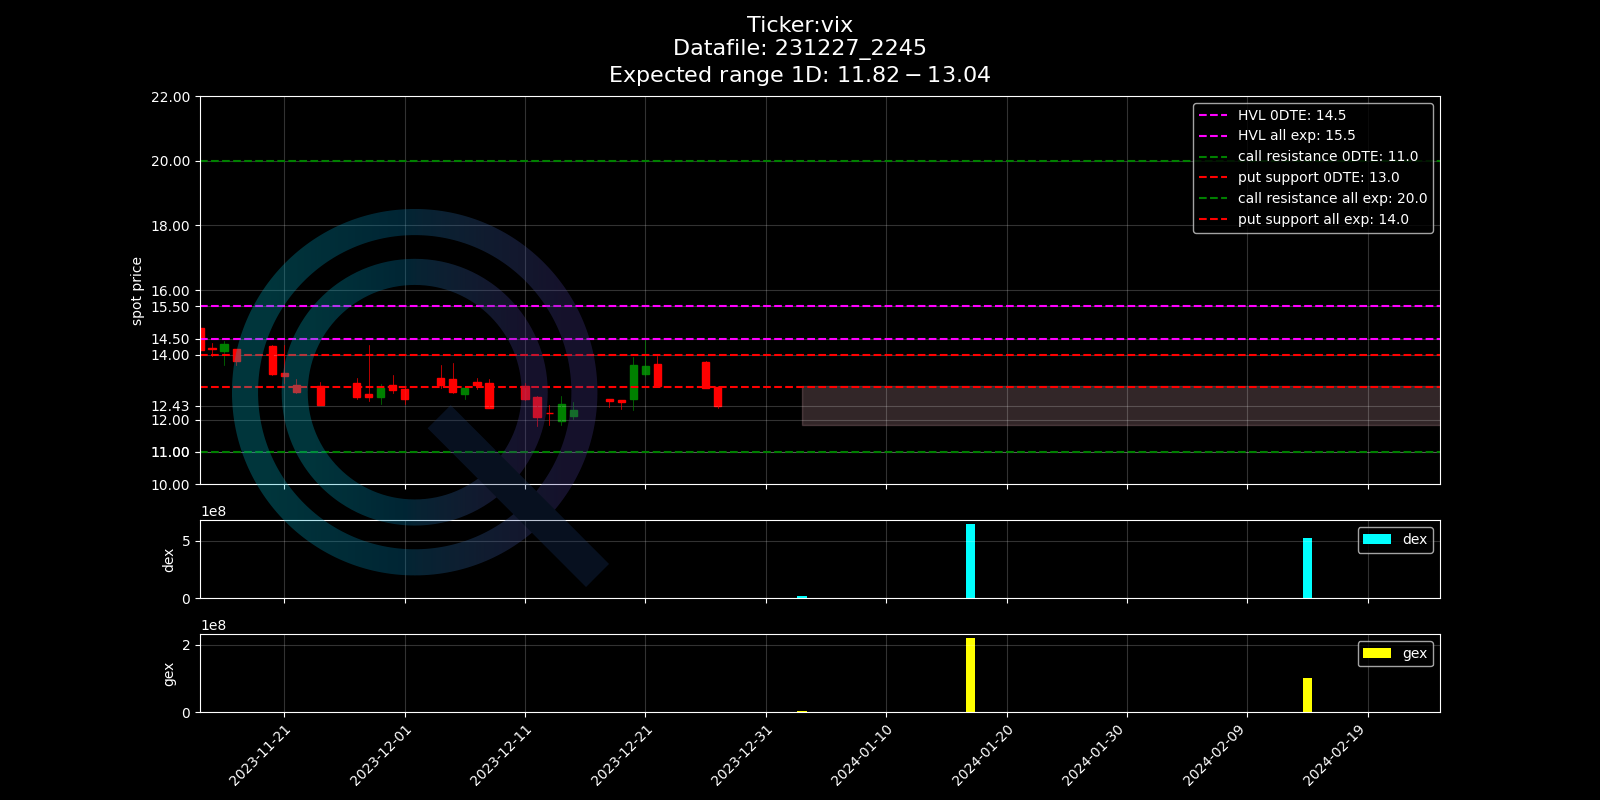 Ticker:vix
Datafile: 231227_2245
Expected range 1D: 11.82 − 13.04
22.00
20.00
18.00
16.00
15.50
14.50
14.00
12.43
12.00
11.00
10.00
spot price
HVL 0DTE: 14.5
HVL all exp: 15.5
call resistance 0DTE: 11.0
put support 0DTE: 13.0
call resistance all exp: 20.0
put support all exp: 14.0
1e8
5
0
dex
dex
1e8
2
0
gex
gex
2023-11-21
2023-12-01
2023-12-11
2023-12-21
2023-12-31
2024-01-10
2024-01-20
2024-01-30
2024-02-09
2024-02-19